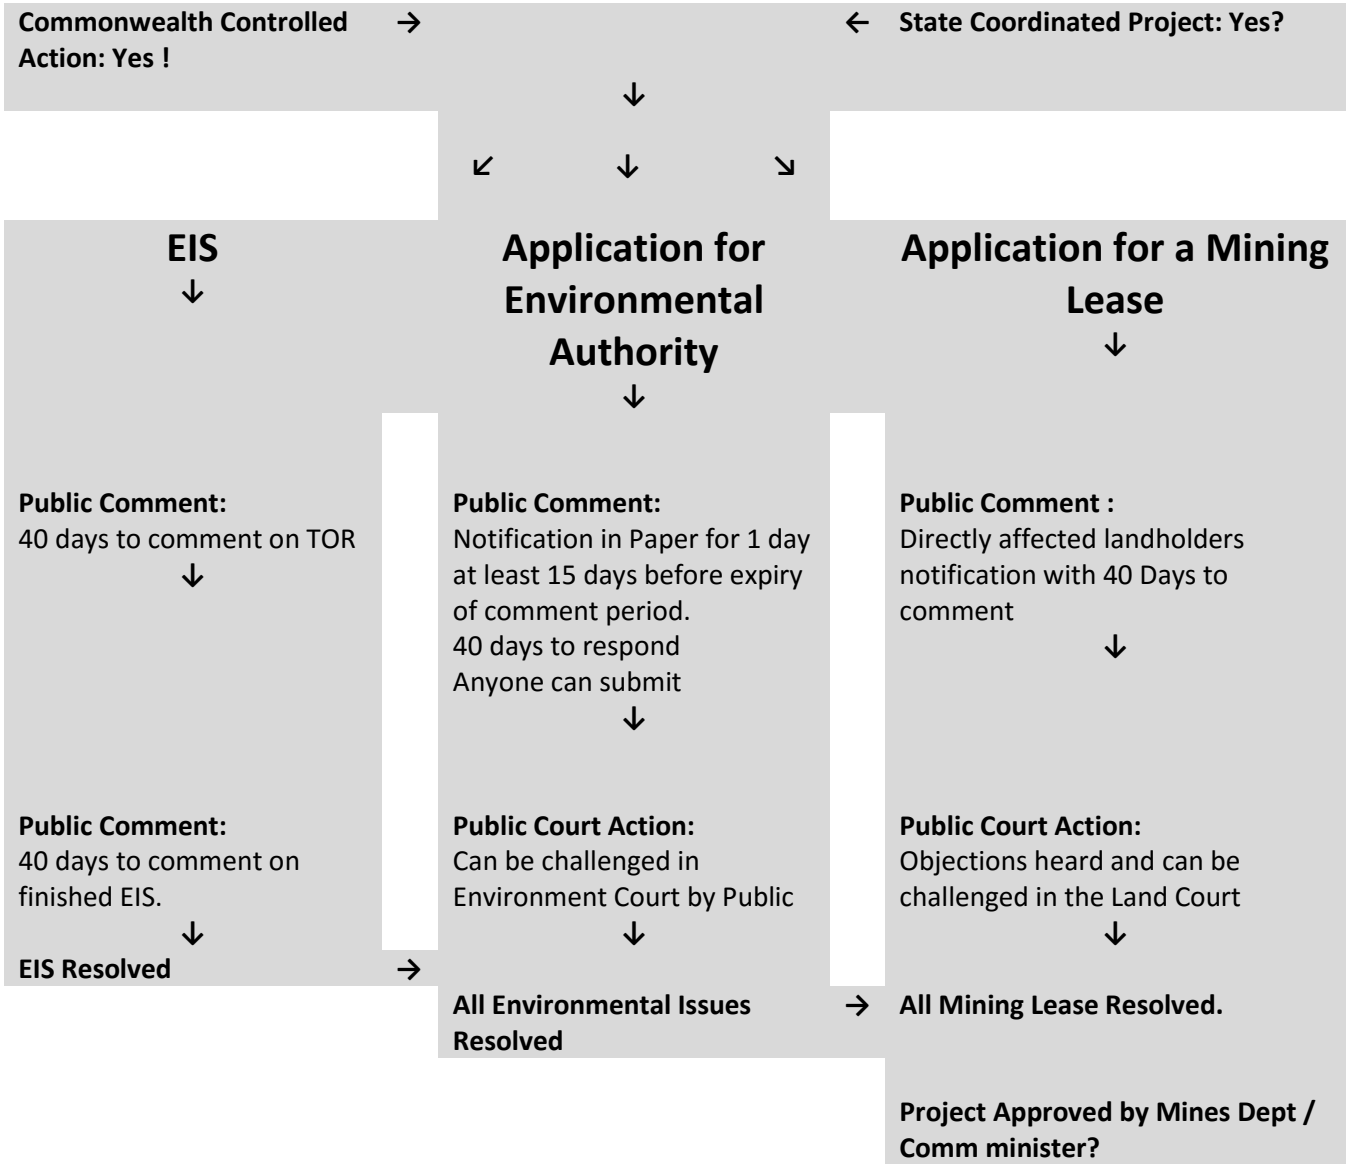 Commonwealth Controlled → ← State Coordinated Project: Yes?
Action: Yes !
↓
↙ ↓ ↘
EIS
↓
Application for
Environmental
Authority
↓
Application for a Mining
Lease
↓
Public Comment:
40 days to comment on TOR
↓
Public Comment:
Notification in Paper for 1 day
at least 15 days before expiry
of comment period.
40 days to respond
Anyone can submit
↓
Public Comment :
Directly affected landholders
notification with 40 Days to
comment
↓
Public Comment:
40 days to comment on
finished EIS.
↓
Public Court Action:
Can be challenged in
Environment Court by Public
↓
Public Court Action:
Objections heard and can be
challenged in the Land Court
↓
EIS Resolved →
All Environmental Issues
Resolved
→ All Mining Lease Resolved.
Project Approved by Mines Dept /
Comm minister?